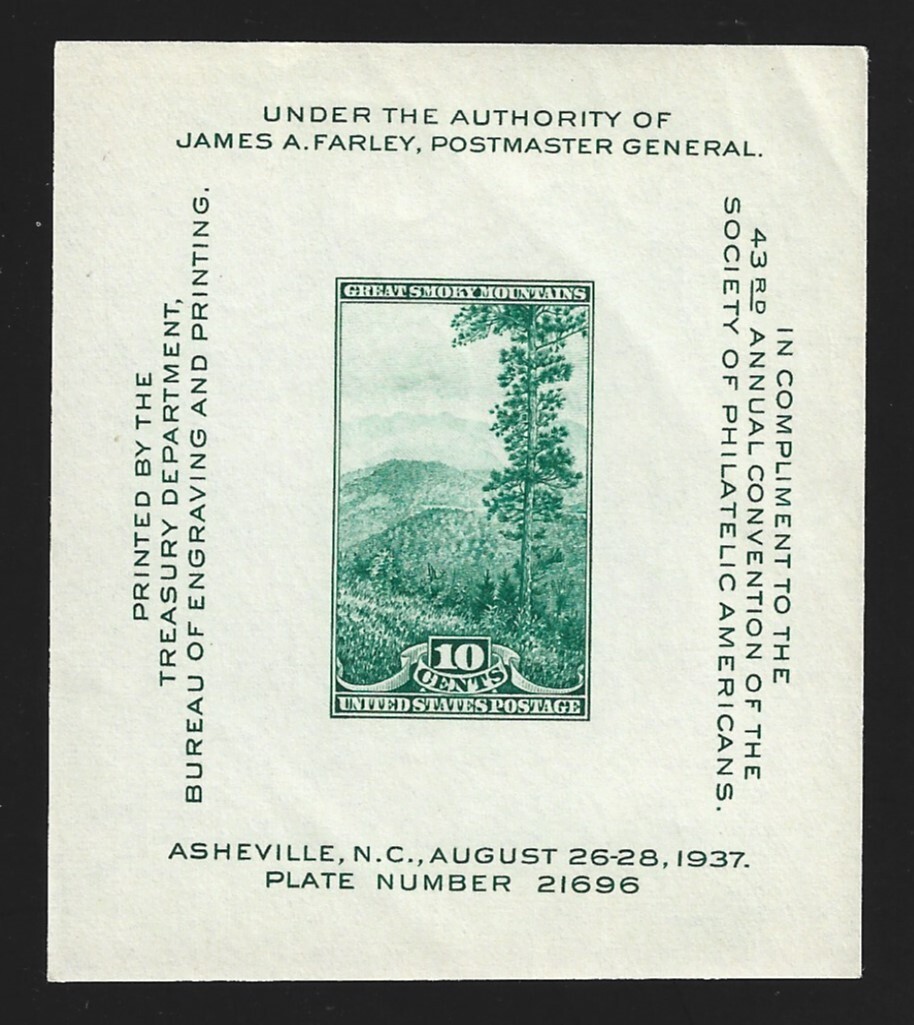 UNDER THE AUTHORITY OF
JAMES A. FARLEY, POSTMASTER GENERAL.
PRINTED BY THE
TREASURY DEPARTMENT,
BUREAU OF ENGRAVING AND PRINTING.
GREAT SMOKY MOUNTAINS
10
CENTS
UNITED STATES POSTAGE
IN COMPLIMENT TO THE
43RD ANNUAL CONVENTION OF THE
SOCIETY OF PHILATELIC AMERICANS.
ASHEVILLE, N.C., AUGUST 26-28, 1937.
PLATE NUMBER 21696